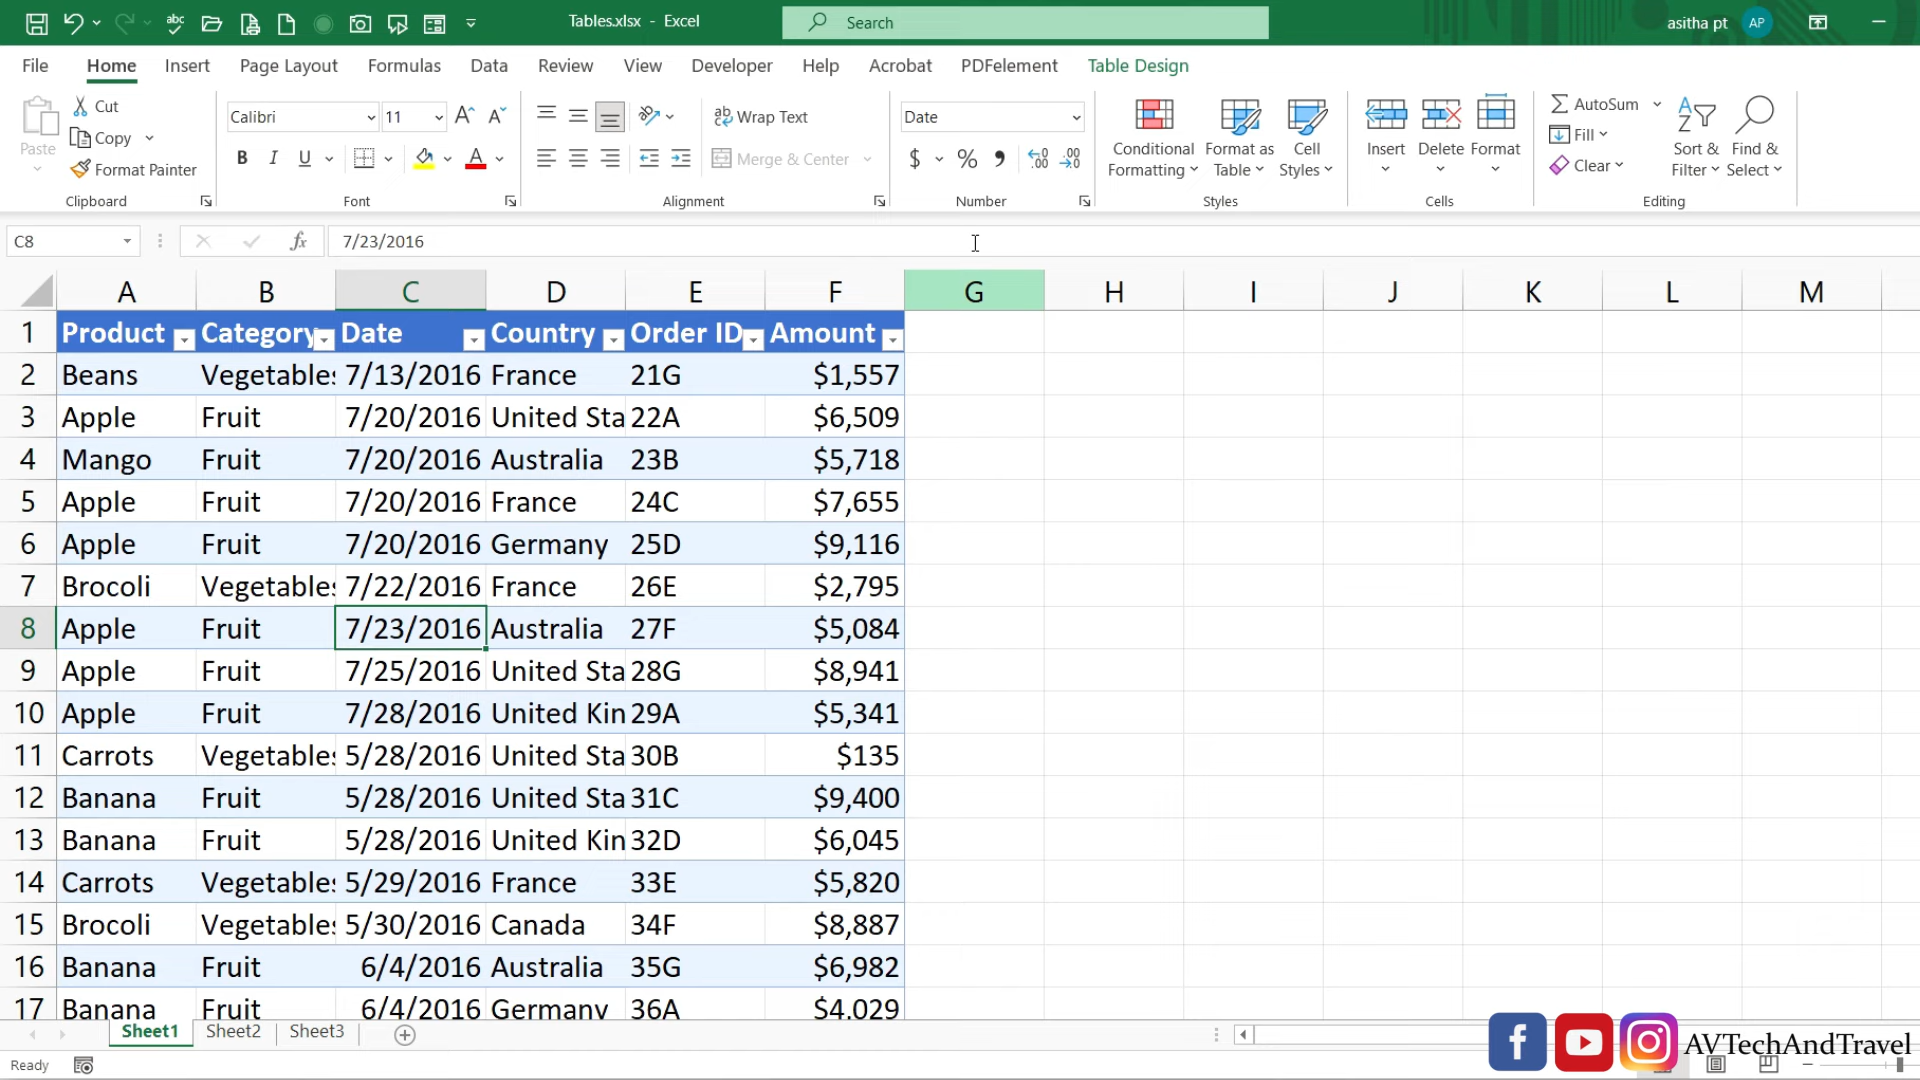 Tables.xlsx - Excel
Search
asitha pt AP
File Home Insert Page Layout Formulas Data Review View Developer Help Acrobat PDFelement Table Design
Paste
Cut
Copy
Format Painter
Clipboard
Calibri 11
B I U
Font
Wrap Text
Merge & Center
Alignment
Date
$ % ,
Number
Conditional Formatting
Format as Table
Cell Styles
Styles
Insert Delete Format
Cells
AutoSum
Fill
Clear
Sort & Filter
Find & Select
Editing
C8 fx 7/23/2016
A B C D E F G H I J K L M
1 Product Category Date Country Order ID Amount
2 Beans Vegetables 7/13/2016 France 21G $1,557
3 Apple Fruit 7/20/2016 United Sta 22A $6,509
4 Mango Fruit 7/20/2016 Australia 23B $5,718
5 Apple Fruit 7/20/2016 France 24C $7,655
6 Apple Fruit 7/20/2016 Germany 25D $9,116
7 Brocoli Vegetables 7/22/2016 France 26E $2,795
8 Apple Fruit 7/23/2016 Australia 27F $5,084
9 Apple Fruit 7/25/2016 United Sta 28G $8,941
10 Apple Fruit 7/28/2016 United Kin 29A $5,341
11 Carrots Vegetables 5/28/2016 United Sta 30B $135
12 Banana Fruit 5/28/2016 United Sta 31C $9,400
13 Banana Fruit 5/28/2016 United Kin 32D $6,045
14 Carrots Vegetables 5/29/2016 France 33E $5,820
15 Brocoli Vegetables 5/30/2016 Canada 34F $8,887
16 Banana Fruit 6/4/2016 Australia 35G $6,982
17 Banana Fruit 6/4/2016 Germany 36A $4,029
Sheet1 Sheet2 Sheet3
AVTechAndTravel
Ready